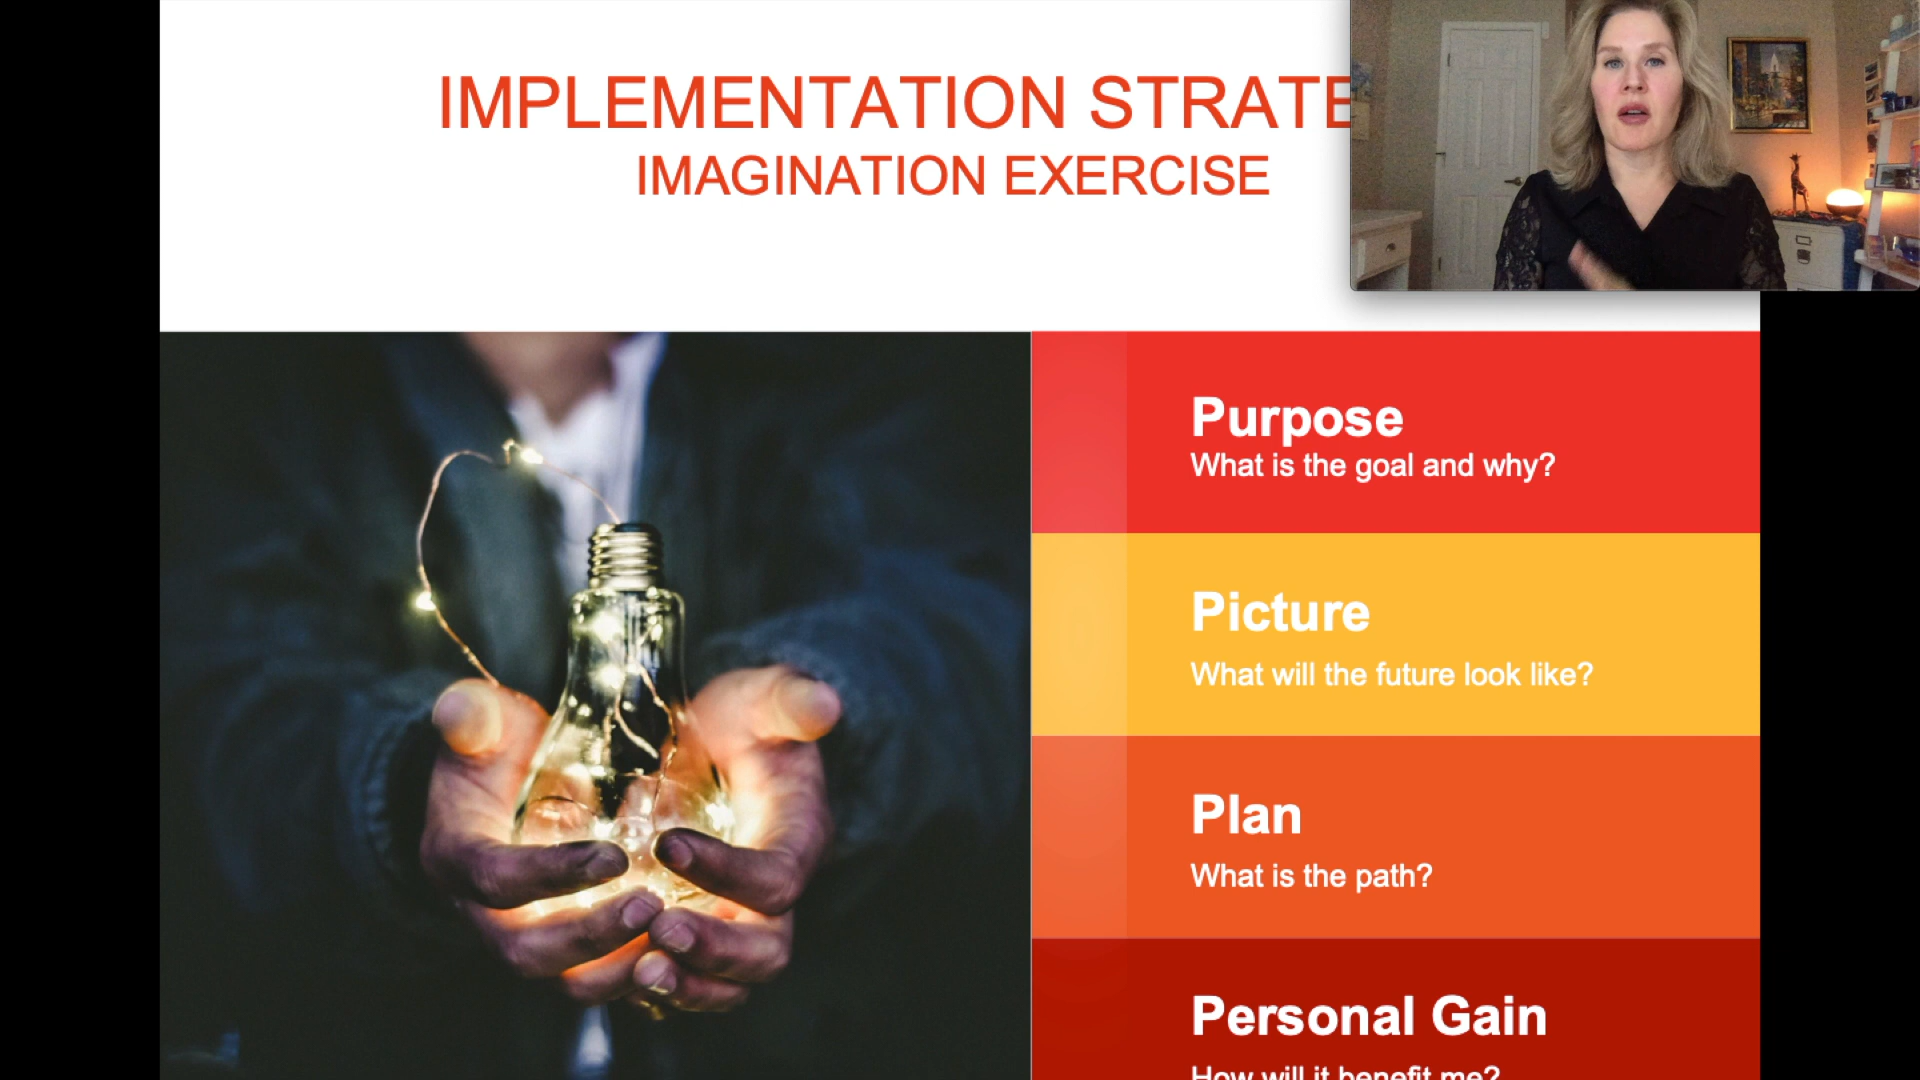 IMPLEMENTATION STRATE
IMAGINATION EXERCISE
Purpose
What is the goal and why?
Picture
What will the future look like?
Plan
What is the path?
Personal Gain
How will it benefit me?